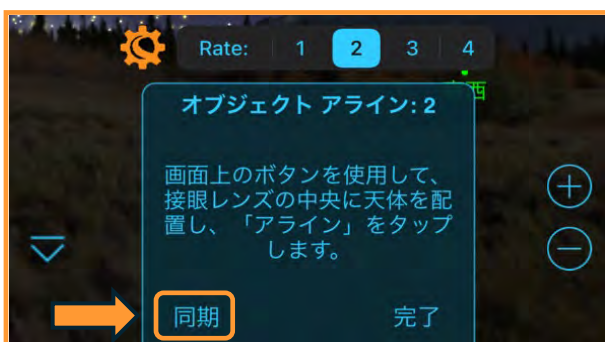 Rate: 1 2 3 4
西
オブジェクト アライン: 2
画面上のボタンを使用して、
接眼レンズの中央に天体を配
置し、「アライン」をタップ
します。
同期 完了